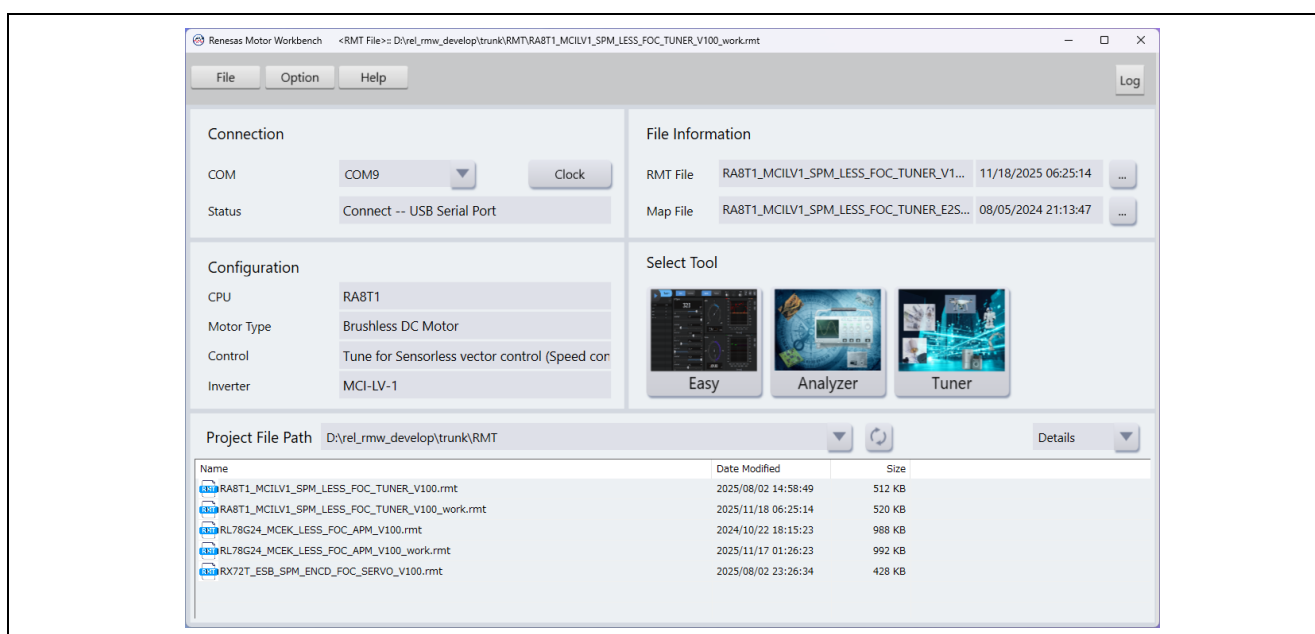 Renesas Motor Workbench <RMT File>:: D:\rel_rmw_develop\trunk\RMT\RA8T1_MCILV1_SPM_LESS_FOC_TUNER_V100_work.rmt
File Option Help Log
Connection
COM COM9 Clock
Status Connect -- USB Serial Port
File Information
RMT File RA8T1_MCILV1_SPM_LESS_FOC_TUNER_V1... 11/18/2025 06:25:14 ...
Map File RA8T1_MCILV1_SPM_LESS_FOC_TUNER_E2S... 08/05/2024 21:13:47 ...
Configuration
CPU RA8T1
Motor Type Brushless DC Motor
Control Tune for Sensorless vector control (Speed con
Inverter MCI-LV-1
Select Tool
Easy Analyzer Tuner
Project File Path D:\rel_rmw_develop\trunk\RMT Details
Name Date Modified Size
RMT RA8T1_MCILV1_SPM_LESS_FOC_TUNER_V100.rmt 2025/08/02 14:58:49 512 KB
RMT RA8T1_MCILV1_SPM_LESS_FOC_TUNER_V100_work.rmt 2025/11/18 06:25:14 520 KB
RMT RL78G24_MCEK_LESS_FOC_APM_V100.rmt 2024/10/22 18:15:23 988 KB
RMT RL78G24_MCEK_LESS_FOC_APM_V100_work.rmt 2025/11/17 01:26:23 992 KB
RMT RX72T_ESB_SPM_ENCD_FOC_SERVO_V100.rmt 2025/08/02 23:26:34 428 KB